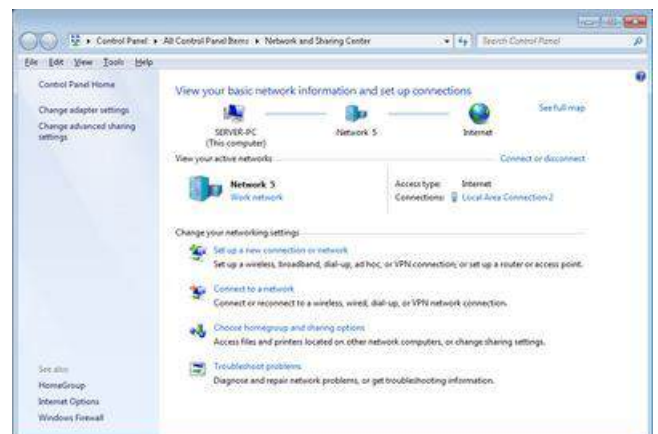 Control Panel ▸ All Control Panel Items ▸ Network and Sharing Center
Search Control Panel
File Edit View Tools Help
Control Panel Home
Change adapter settings
Change advanced sharing
settings
View your basic network information and set up connections
See full map
SERVER-PC
(This computer)
Network 5
Internet
View your active networks
Connect or disconnect
Network 5
Work network
Access type: Internet
Connections: Local Area Connection 2
Change your networking settings
Set up a new connection or network
Set up a wireless, broadband, dial-up, ad hoc, or VPN connection; or set up a router or access point.
Connect to a network
Connect or reconnect to a wireless, wired, dial-up, or VPN network connection.
Choose homegroup and sharing options
Access files and printers located on other network computers, or change sharing settings.
Troubleshoot problems
Diagnose and repair network problems, or get troubleshooting information.
See also
HomeGroup
Internet Options
Windows Firewall